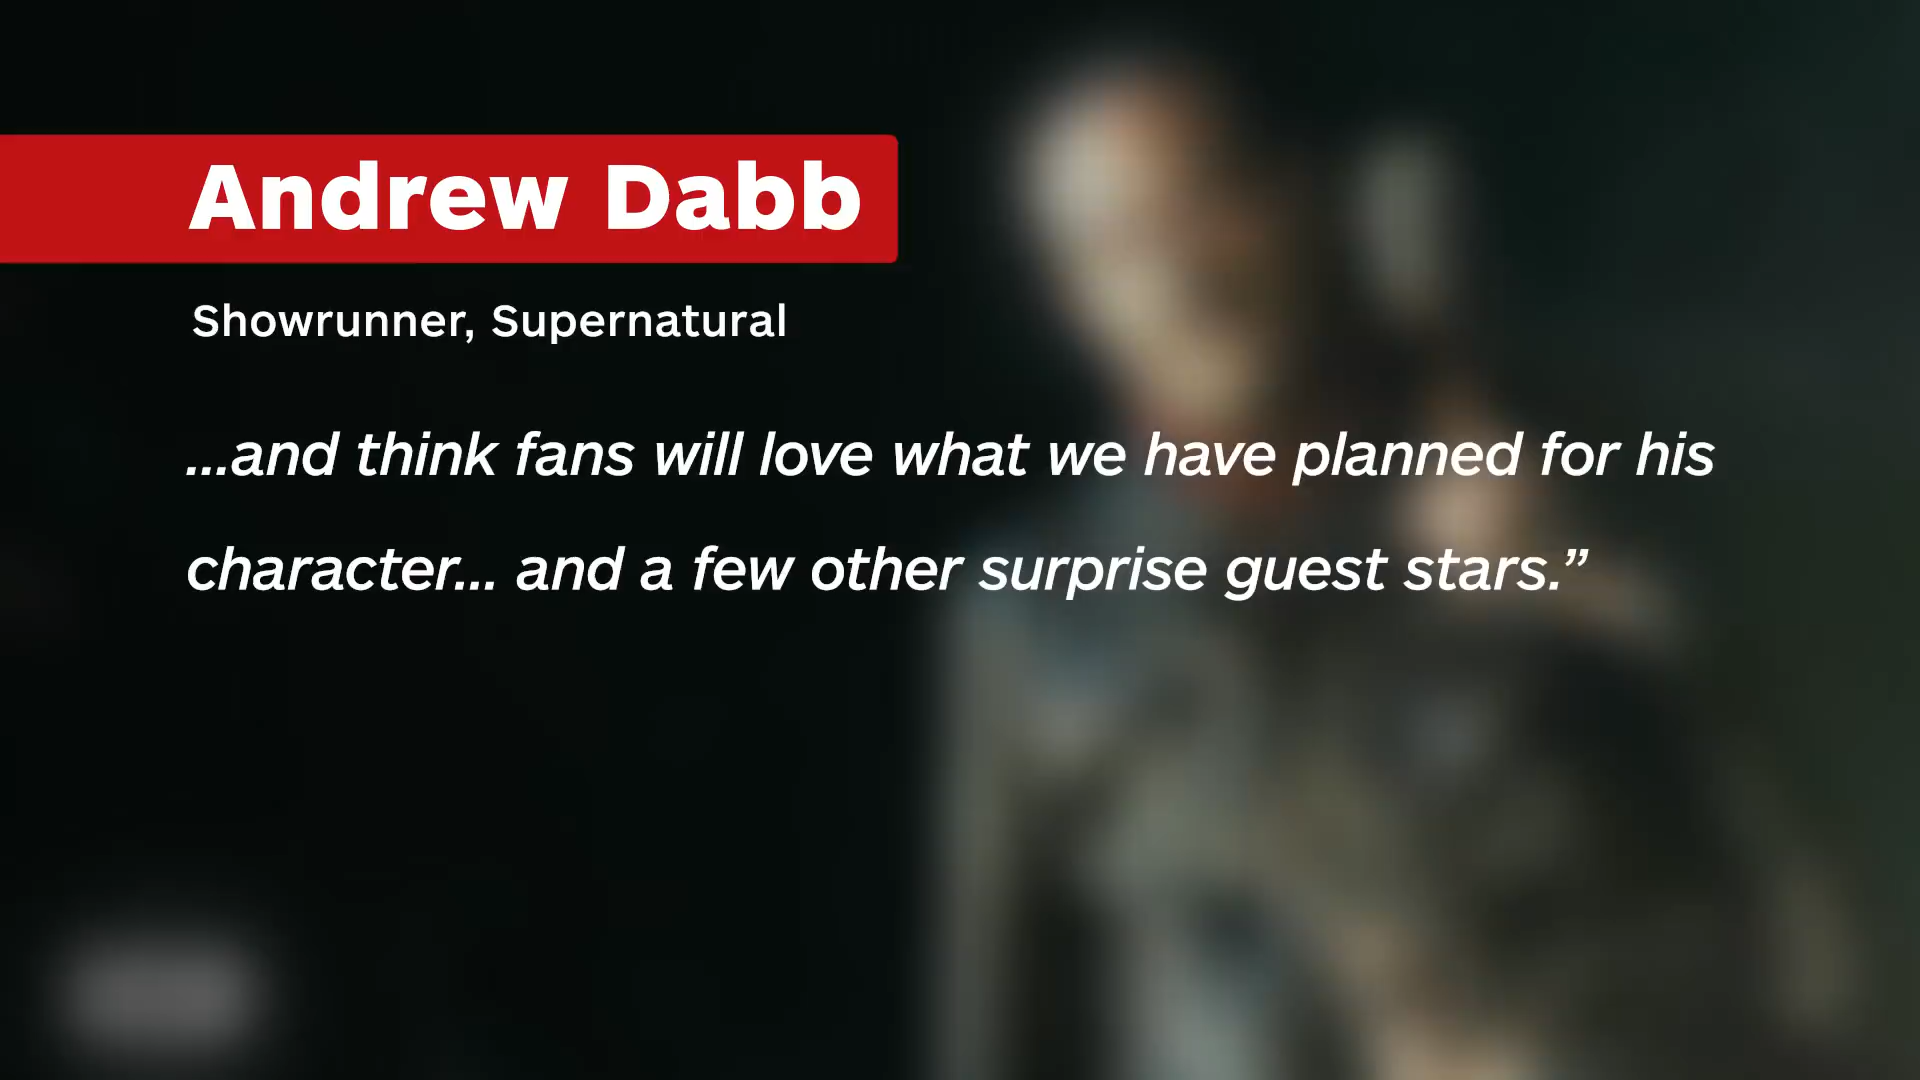 Andrew Dabb
Showrunner, Supernatural
...and think fans will love what we have planned for his
character... and a few other surprise guest stars.”